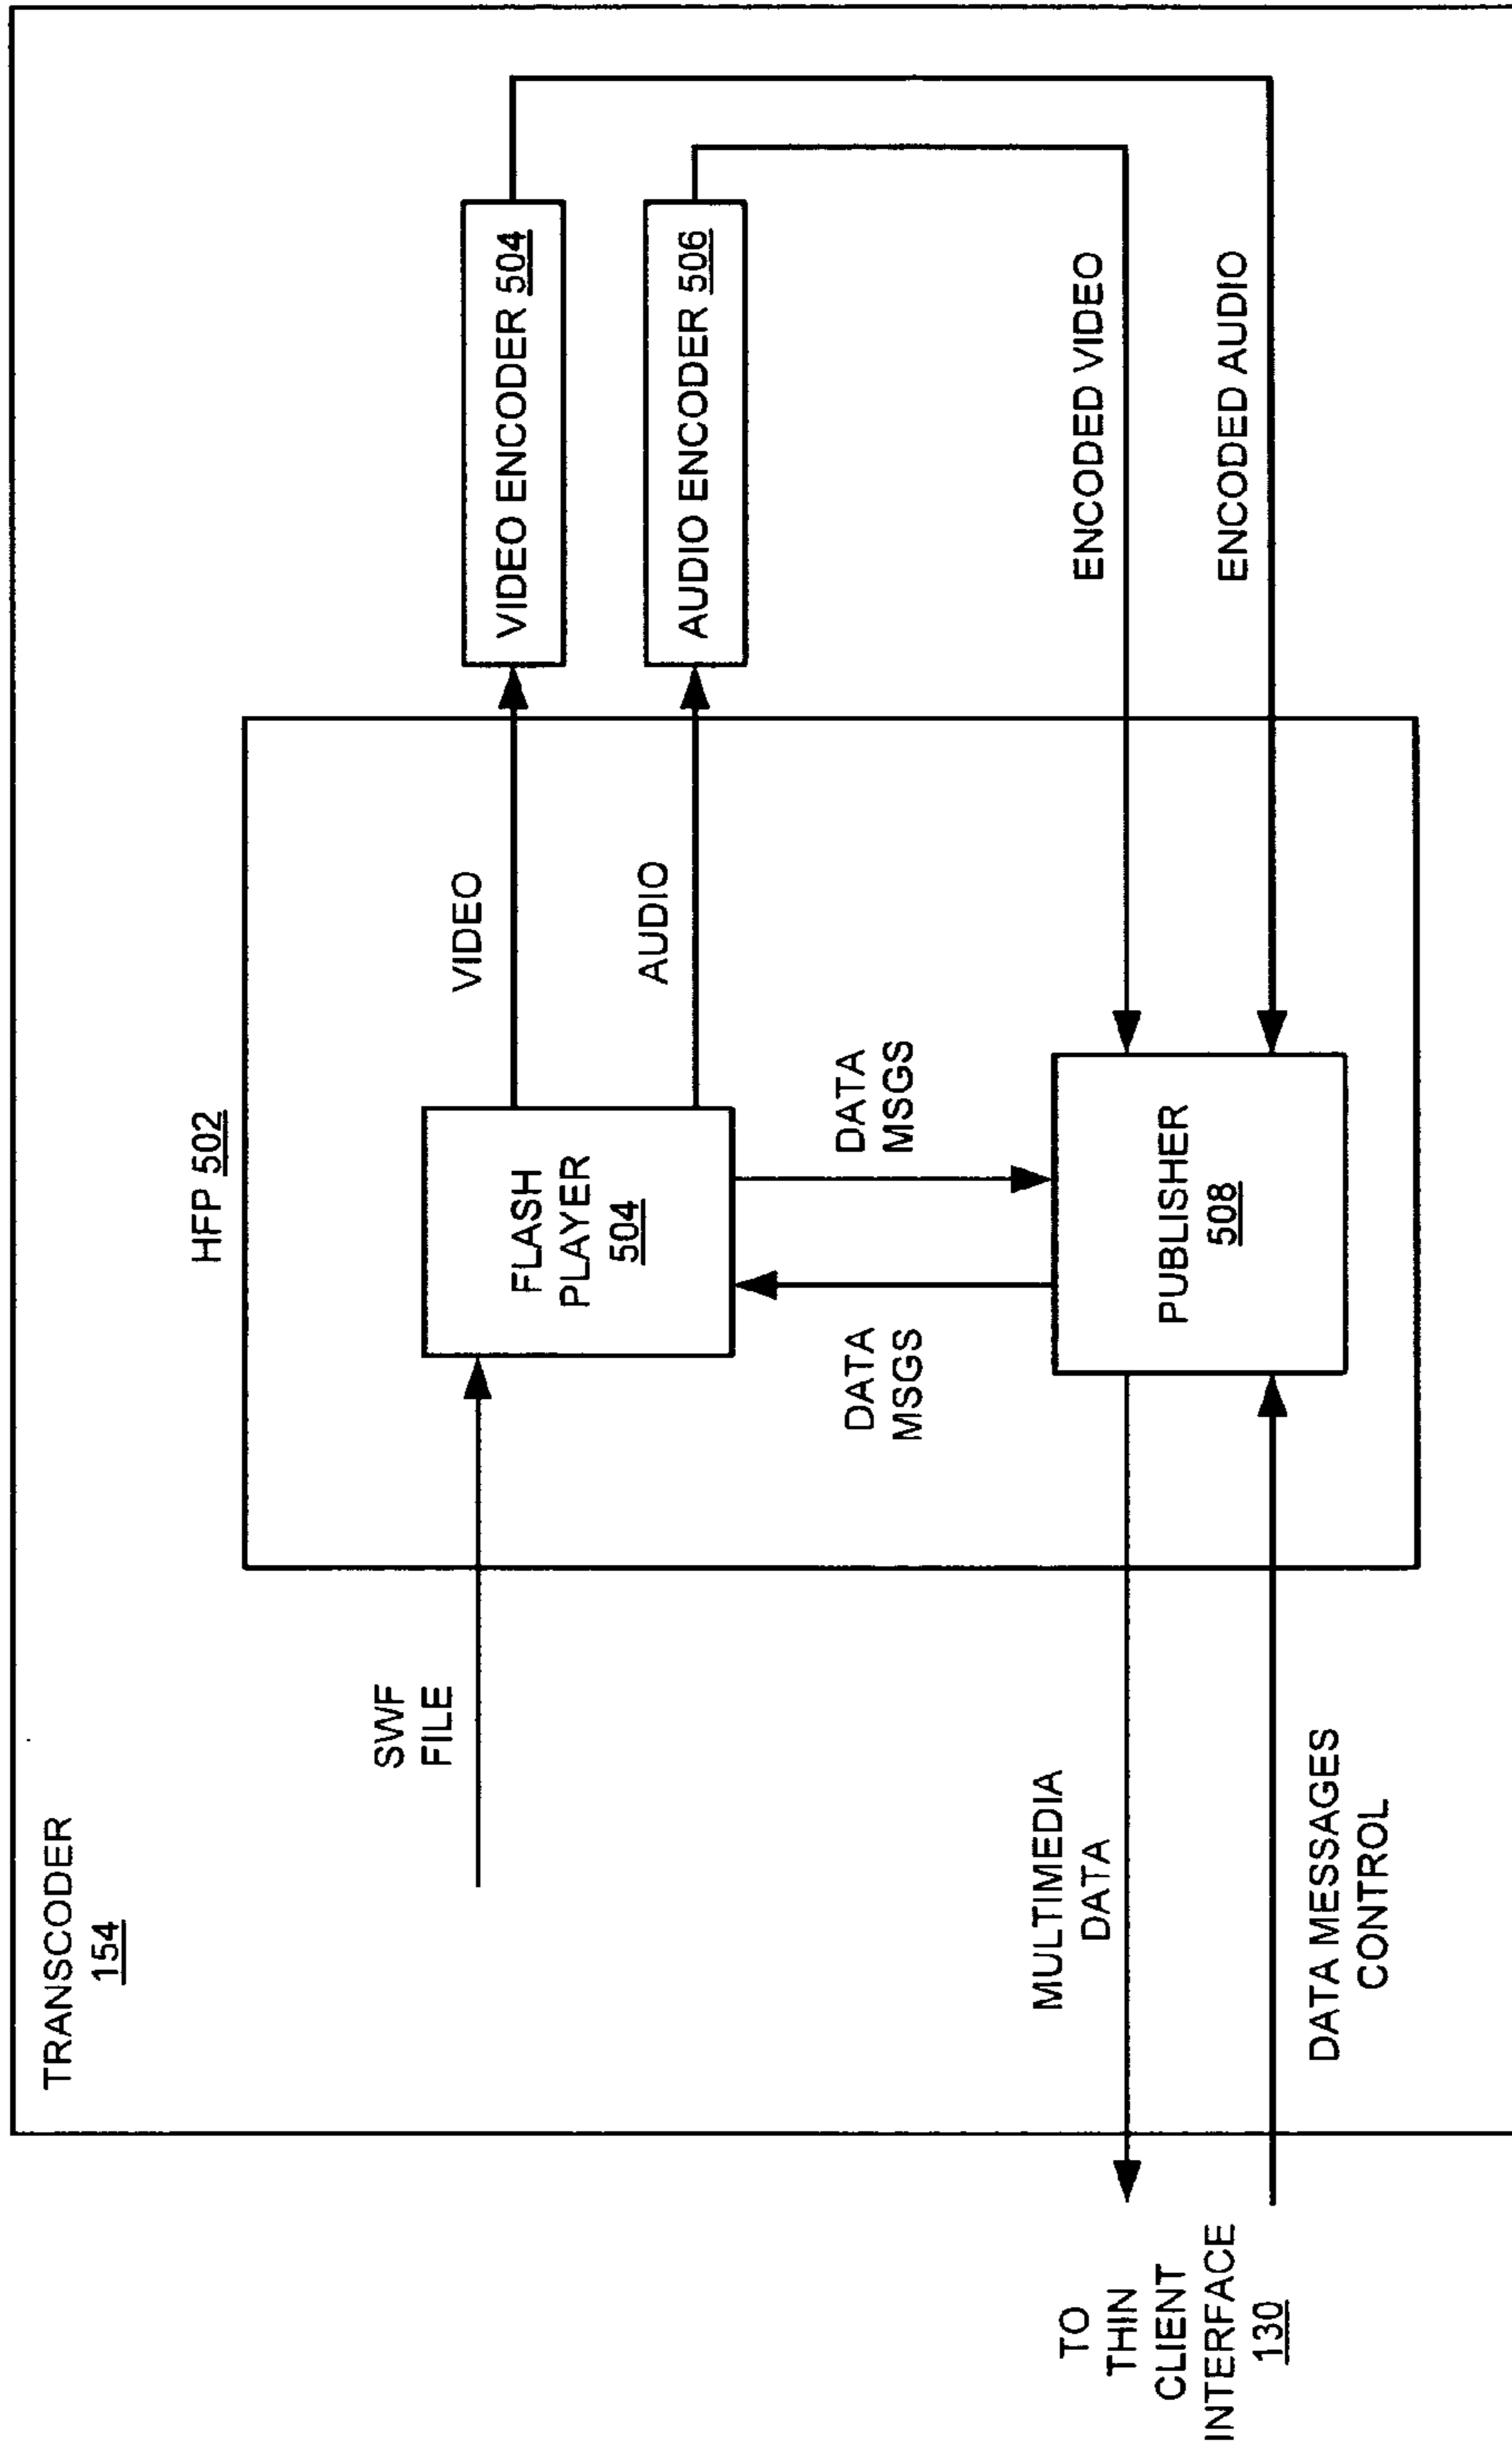 TRANSCODER
154
HFP 502
SWF
FILE
FLASH
PLAYER
504
VIDEO
AUDIO
VIDEO ENCODER 504
AUDIO ENCODER 506
DATA
MSGS
DATA
MSGS
PUBLISHER
508
ENCODED VIDEO
ENCODED AUDIO
MULTIMEDIA
DATA
DATA MESSAGES
CONTROL
TO
THIN
CLIENT
INTERFACE
130